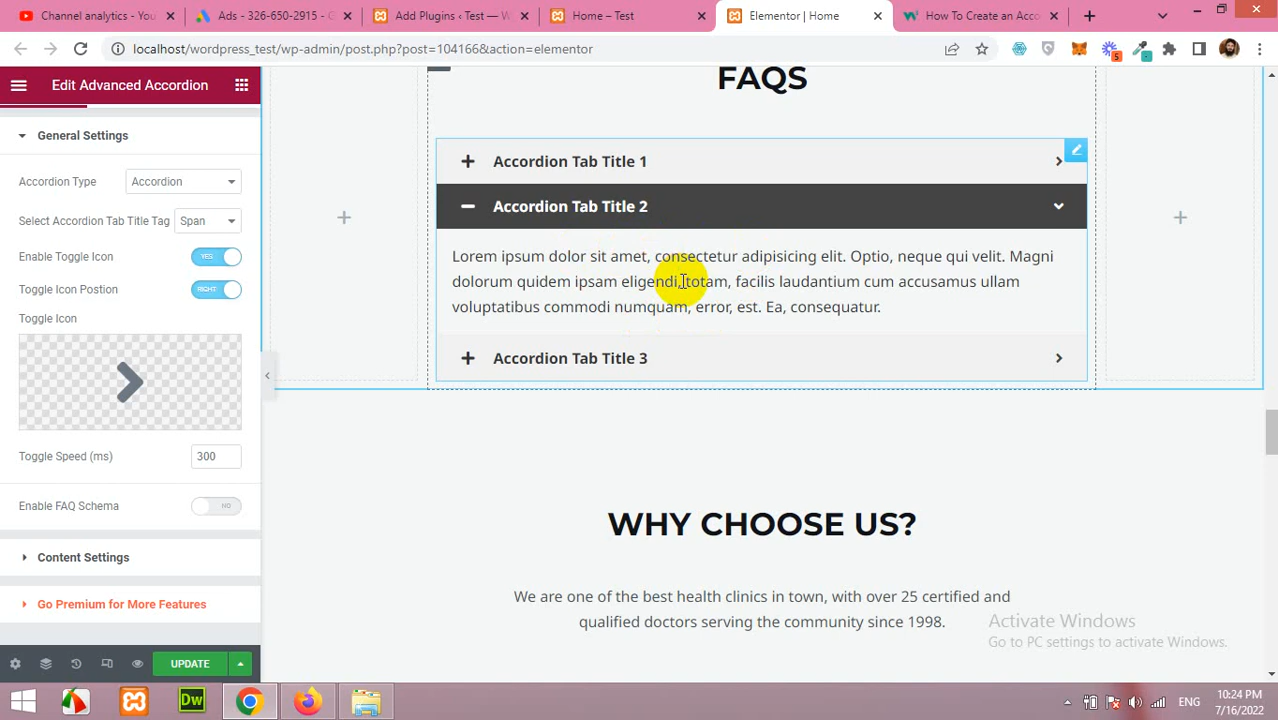 Channel analytics - You
Ads - 326-650-2915 - G
Add Plugins ‹ Test — W
Home – Test
Elementor | Home
How To Create an Acco
localhost/wordpress_test/wp-admin/post.php?post=104166&action=elementor
5
Edit Advanced Accordion
General Settings
Accordion Type
Accordion
Select Accordion Tab Title Tag
Span
Enable Toggle Icon
YES
Toggle Icon Postion
RIGHT
Toggle Icon
Toggle Speed (ms)
300
Enable FAQ Schema
NO
Content Settings
Go Premium for More Features
UPDATE
FAQS
Accordion Tab Title 1
Accordion Tab Title 2
Lorem ipsum dolor sit amet, consectetur adipisicing elit. Optio, neque qui velit. Magni
dolorum quidem ipsam eligendi, totam, facilis laudantium cum accusamus ullam
voluptatibus commodi numquam, error, est. Ea, consequatur.
Accordion Tab Title 3
WHY CHOOSE US?
We are one of the best health clinics in town, with over 25 certified and
qualified doctors serving the community since 1998.
Activate Windows
Go to PC settings to activate Windows.
Dw
ENG
10:24 PM
7/16/2022